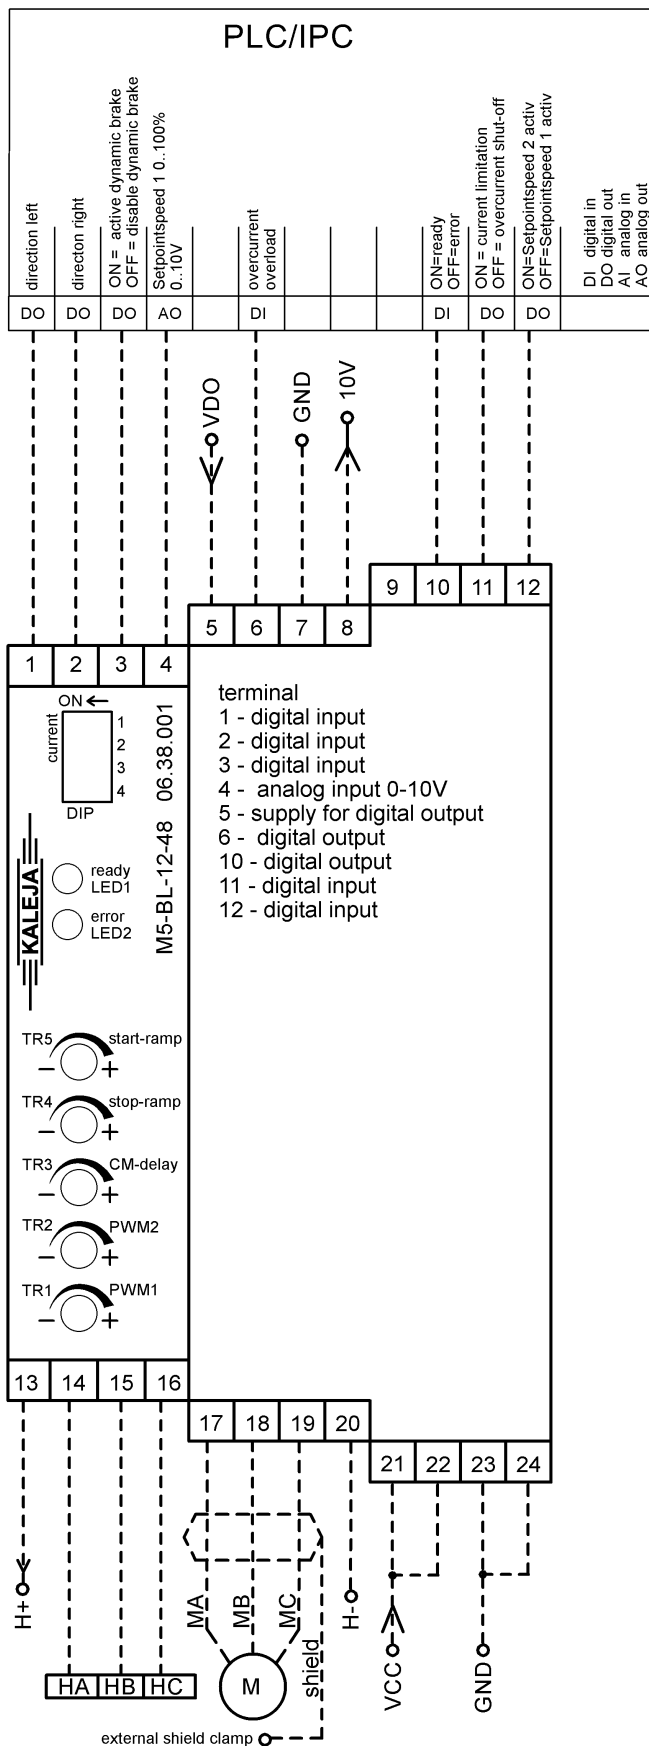 PLC/IPC
direction left
directon right
ON = active dynamic brake
OFF = disable dynamic brake
Setpointspeed 1 0..100%
0..10V
overcurrent
overload
ON=ready
OFF=error
ON = current limitation
OFF = overcurrent shut-off
ON=Setpointspeed 2 activ
OFF=Setpointspeed 1 activ
DI digital in
DO digital out
AI analog in
AO analog out
DO DO DO AO DI DI DO DO
VDO
GND
10V
9 10 11 12
5 6 7 8
1 2 3 4
ON
current
1
2
3
4
DIP
M5-BL-12-48 06.38.001
KALEJA
ready
LED1
error
LED2
terminal
1 - digital input
2 - digital input
3 - digital input
4 - analog input 0-10V
5 - supply for digital output
6 - digital output
10 - digital output
11 - digital input
12 - digital input
TR5 start-ramp
− +
TR4 stop-ramp
− +
TR3 CM-delay
− +
TR2 PWM2
− +
TR1 PWM1
− +
13 14 15 16
17 18 19 20
21 22 23 24
H+
HA HB HC
MA
MB
MC
M
H-
shield
VCC
GND
external shield clamp